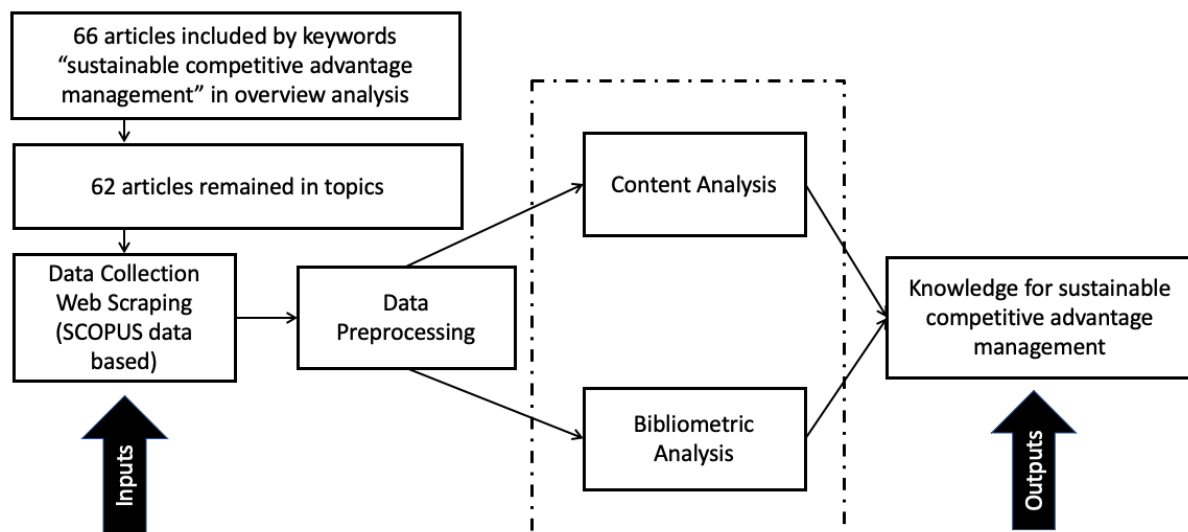 66 articles included by keywords
“sustainable competitive advantage
management” in overview analysis
62 articles remained in topics
Data Collection
Web Scraping
(SCOPUS data
based)
Data
Preprocessing
Content Analysis
Bibliometric
Analysis
Knowledge for sustainable
competitive advantage
management
Inputs
Outputs